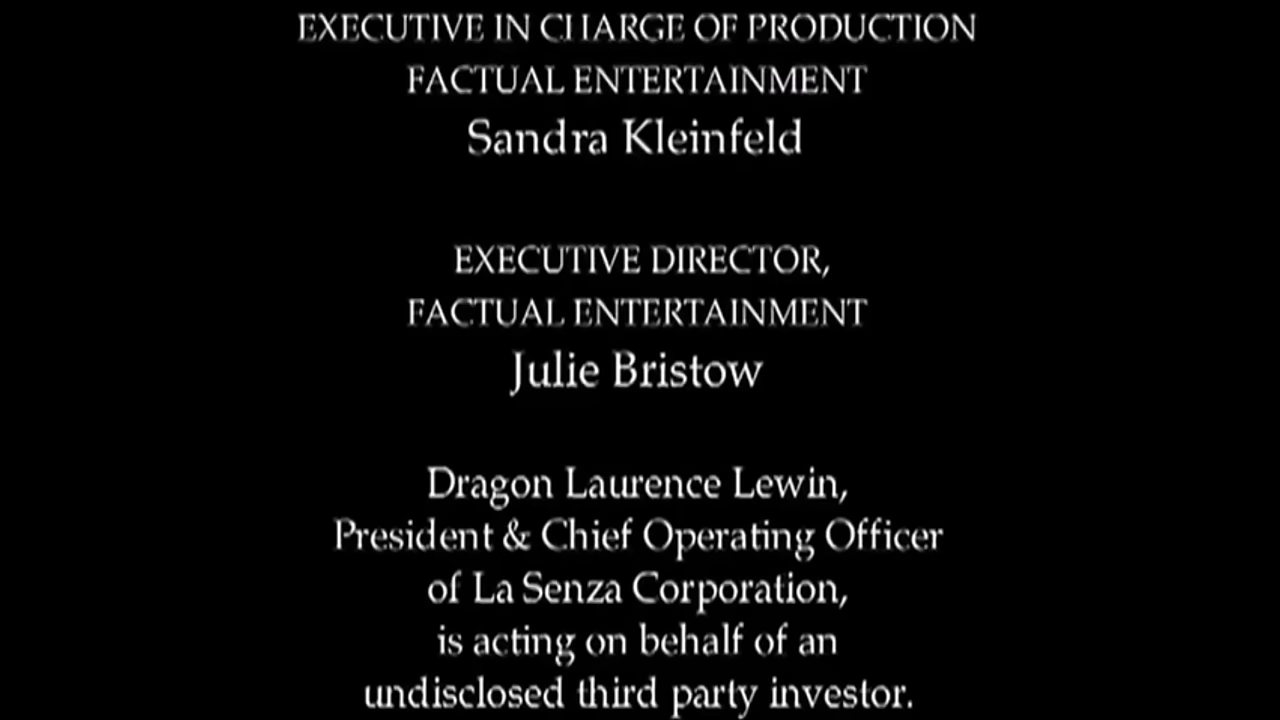 EXECUTIVE IN CHARGE OF PRODUCTION
FACTUAL ENTERTAINMENT
Sandra Kleinfeld
EXECUTIVE DIRECTOR,
FACTUAL ENTERTAINMENT
Julie Bristow
Dragon Laurence Lewin,
President & Chief Operating Officer
of La Senza Corporation,
is acting on behalf of an
undisclosed third party investor.